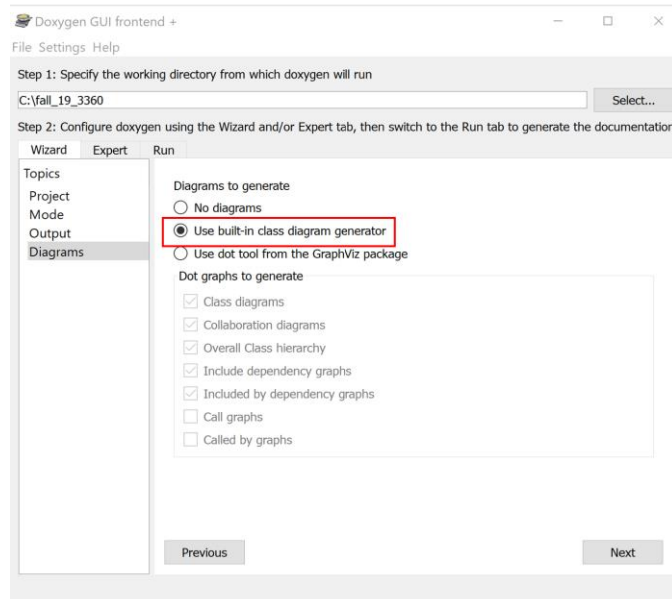 Doxygen GUI frontend +
File Settings Help
Step 1: Specify the working directory from which doxygen will run
C:\fall_19_3360
Select...
Step 2: Configure doxygen using the Wizard and/or Expert tab, then switch to the Run tab to generate the documentation
Wizard Expert Run
Topics
Project
Mode
Output
Diagrams
Diagrams to generate
No diagrams
Use built-in class diagram generator
Use dot tool from the GraphViz package
Dot graphs to generate
Class diagrams
Collaboration diagrams
Overall Class hierarchy
Include dependency graphs
Included by dependency graphs
Call graphs
Called by graphs
Previous Next